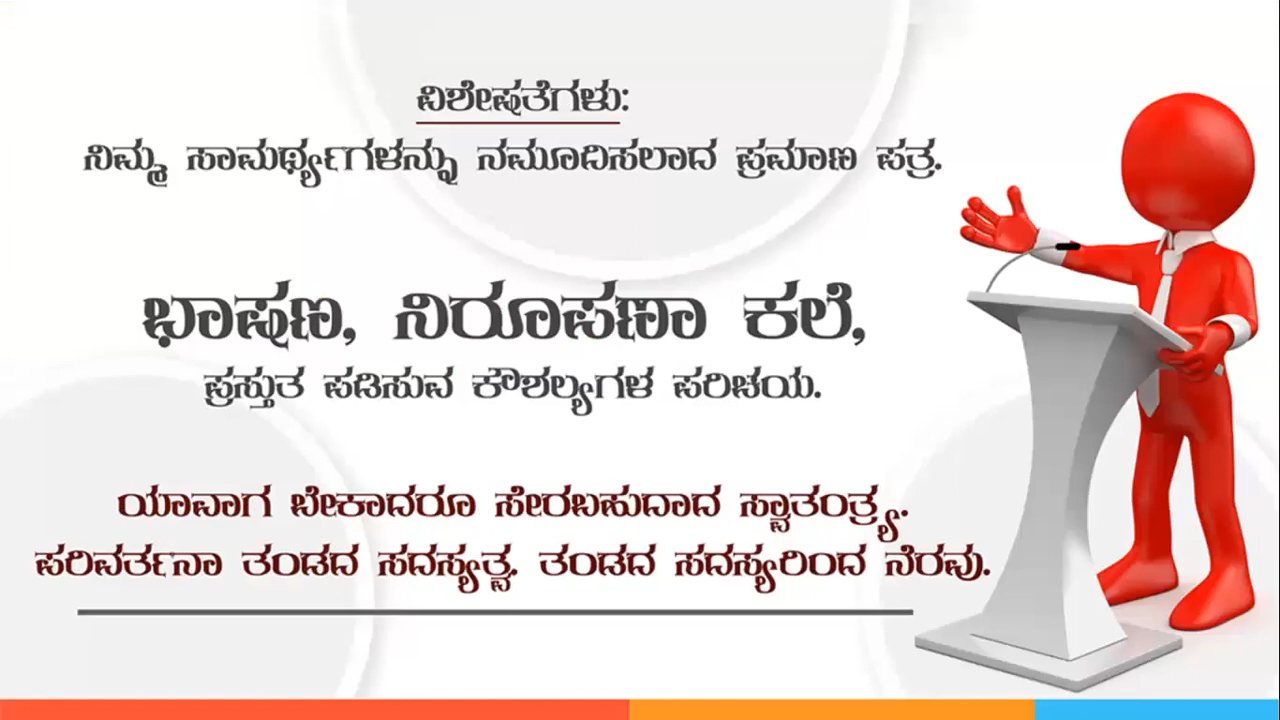 ವಿಶೇಷತೆಗಳು:
ನಿಮ್ಮ ಸಾಮರ್ಥ್ಯಗಳನ್ನು ನಮೂದಿಸಲಾದ ಪ್ರಮಾಣ ಪತ್ರ.
ಭಾಷಣ, ನಿರೂಪಣಾ ಕಲೆ,
ಪ್ರಸ್ತುತ ಪಡಿಸುವ ಕೌಶಲ್ಯಗಳ ಪರಿಚಯ.
ಯಾವಾಗ ಬೇಕಾದರೂ ಸೇರಬಹುದಾದ ಸ್ವಾತಂತ್ರ್ಯ.
ಪರಿವರ್ತನಾ ತಂಡದ ಸದಸ್ಯತ್ವ. ತಂಡದ ಸದಸ್ಯರಿಂದ ನೆರವು.